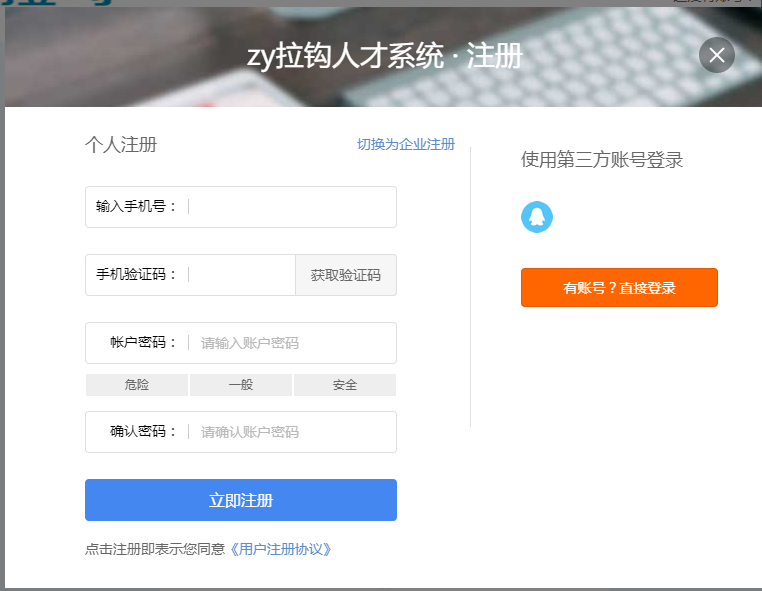 zy拉钩人才系统 · 注册
个人注册
切换为企业注册
输入手机号：
手机验证码：
获取验证码
帐户密码：
请输入账户密码
危险
一般
安全
确认密码：
请确认账户密码
立即注册
点击注册即表示您同意《用户注册协议》
使用第三方账号登录
有账号？直接登录